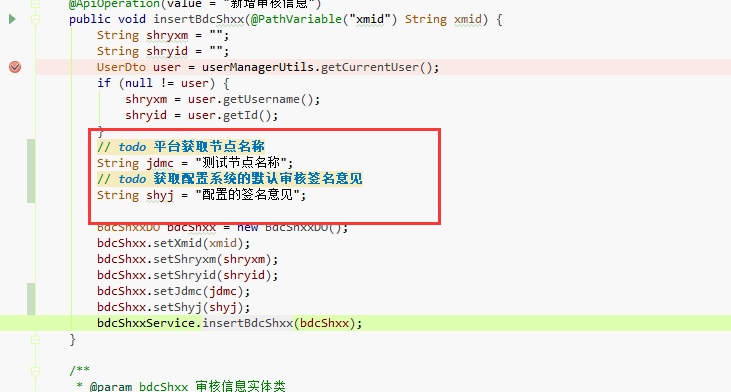 @ApiOperation(value = "新增审核信息")
public void insertBdcShxx(@PathVariable("xmid") String xmid) {
String shryxm = "";
String shryid = "";
UserDto user = userManagerUtils.getCurrentUser();
if (null != user) {
shryxm = user.getUsername();
shryid = user.getId();
}
// todo 平台获取节点名称
String jdmc = "测试节点名称";
// todo 获取配置系统的默认审核签名意见
String shyj = "配置的签名意见";
BdcShxxDO bdcShxx = new BdcShxxDO();
bdcShxx.setXmid(xmid);
bdcShxx.setShryxm(shryxm);
bdcShxx.setShryid(shryid);
bdcShxx.setJdmc(jdmc);
bdcShxx.setShyj(shyj);
bdcShxxService.insertBdcShxx(bdcShxx);
}
/**
* @param bdcShxx 审核信息实体类